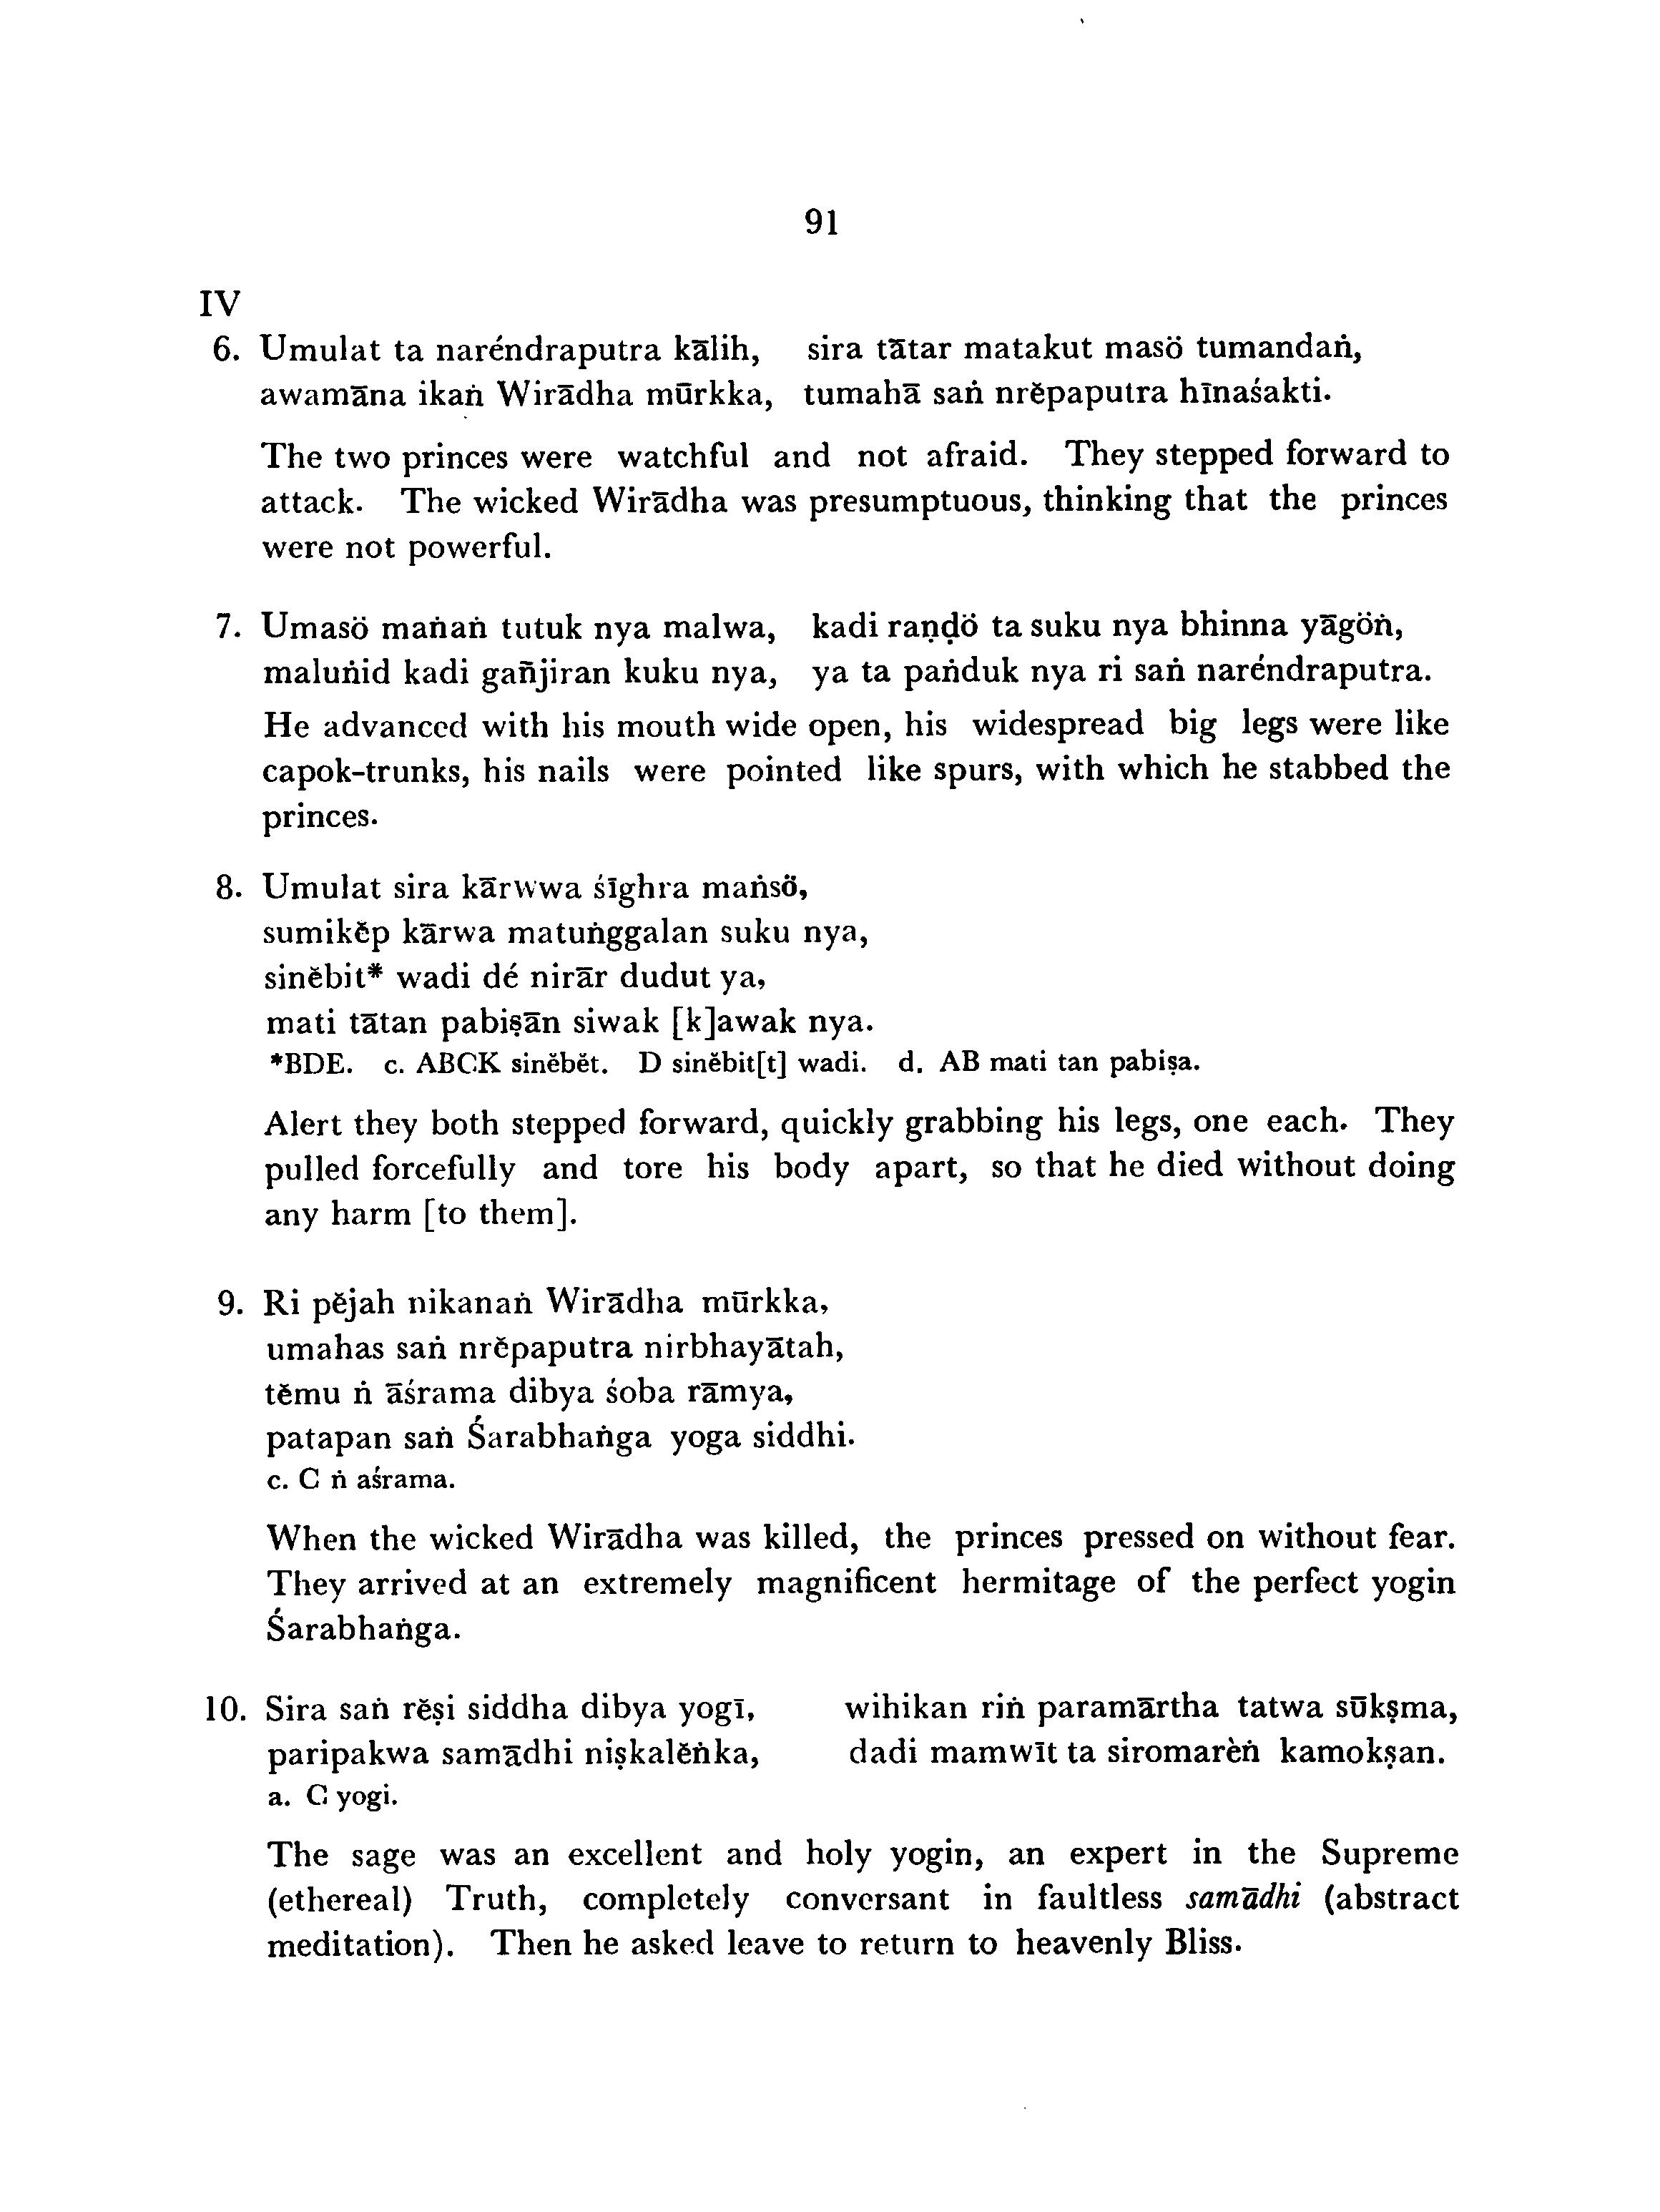 91
IV
6. Umulat ta naréndraputra kālih, sira tātar matakut masö tumandaṅ,
awamāna ikaṅ Wirādha mūrkka, tumahā saṅ nrĕpaputra hīnaśakti.
The two princes were watchful and not afraid. They stepped forward to
attack. The wicked Wirādha was presumptuous, thinking that the princes
were not powerful.
7. Umasö maṅaṅ tutuk nya malwa, kadi raṇḍö ta suku nya bhinna yāgöṅ,
maluṅid kadi gañjiran kuku nya, ya ta paṅduk nya ri saṅ naréndraputra.
He advanced with his mouth wide open, his widespread big legs were like
capok-trunks, his nails were pointed like spurs, with which he stabbed the
princes.
8. Umulat sira kārwwa śīghra maṅsö,
sumikĕp kārwa matuṅggalan suku nya,
sinĕbit* wadi dé nirār dudut ya,
mati tātan pabiṣān siwak [k]awak nya.
*BDE. c. ABCK sinĕbĕt. D sinĕbit[t] wadi. d. AB mati tan pabiṣa.
Alert they both stepped forward, quickly grabbing his legs, one each. They
pulled forcefully and tore his body apart, so that he died without doing
any harm [to them].
9. Ri pĕjah nikanaṅ Wirādha mūrkka,
umahas saṅ nrĕpaputra nirbhayātah,
tĕmu ṅ āśrama dibya śoba rāmya,
patapan saṅ Śarabhaṅga yoga siddhi.
c. C ṅ aśrama.
When the wicked Wirādha was killed, the princes pressed on without fear.
They arrived at an extremely magnificent hermitage of the perfect yogin
Śarabhaṅga.
10. Sira saṅ rĕṣi siddha dibya yogī, wihikan riṅ paramārtha tatwa sūkṣma,
paripakwa samādhi niṣkalĕṅka, dadi mamwīt ta siromarèṅ kamokṣan.
a. C yogi.
The sage was an excellent and holy yogin, an expert in the Supreme
(ethereal) Truth, completely conversant in faultless samādhi (abstract
meditation). Then he asked leave to return to heavenly Bliss.